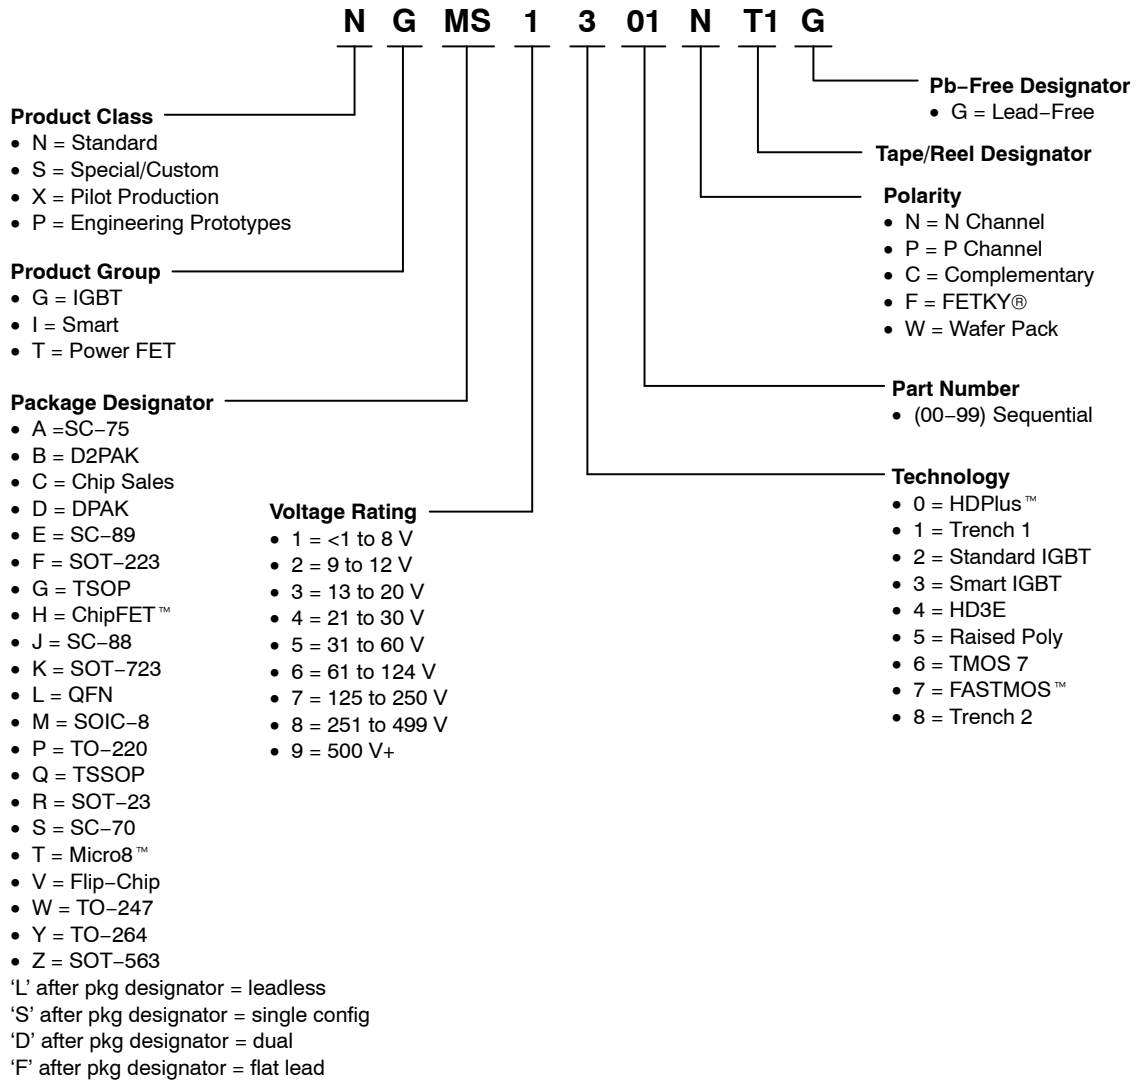 N G MS 1 3 01 N T1 G
Product Class
• N = Standard
• S = Special/Custom
• X = Pilot Production
• P = Engineering Prototypes
Product Group
• G = IGBT
• I = Smart
• T = Power FET
Package Designator
• A =SC−75
• B = D2PAK
• C = Chip Sales
• D = DPAK
• E = SC−89
• F = SOT−223
• G = TSOP
• H = ChipFET™
• J = SC−88
• K = SOT−723
• L = QFN
• M = SOIC−8
• P = TO−220
• Q = TSSOP
• R = SOT−23
• S = SC−70
• T = Micro8™
• V = Flip−Chip
• W = TO−247
• Y = TO−264
• Z = SOT−563
‘L’ after pkg designator = leadless
‘S’ after pkg designator = single config
‘D’ after pkg designator = dual
‘F’ after pkg designator = flat lead
Voltage Rating
• 1 = <1 to 8 V
• 2 = 9 to 12 V
• 3 = 13 to 20 V
• 4 = 21 to 30 V
• 5 = 31 to 60 V
• 6 = 61 to 124 V
• 7 = 125 to 250 V
• 8 = 251 to 499 V
• 9 = 500 V+
Pb−Free Designator
• G = Lead−Free
Tape/Reel Designator
Polarity
• N = N Channel
• P = P Channel
• C = Complementary
• F = FETKY®
• W = Wafer Pack
Part Number
• (00−99) Sequential
Technology
• 0 = HDPlus™
• 1 = Trench 1
• 2 = Standard IGBT
• 3 = Smart IGBT
• 4 = HD3E
• 5 = Raised Poly
• 6 = TMOS 7
• 7 = FASTMOS™
• 8 = Trench 2